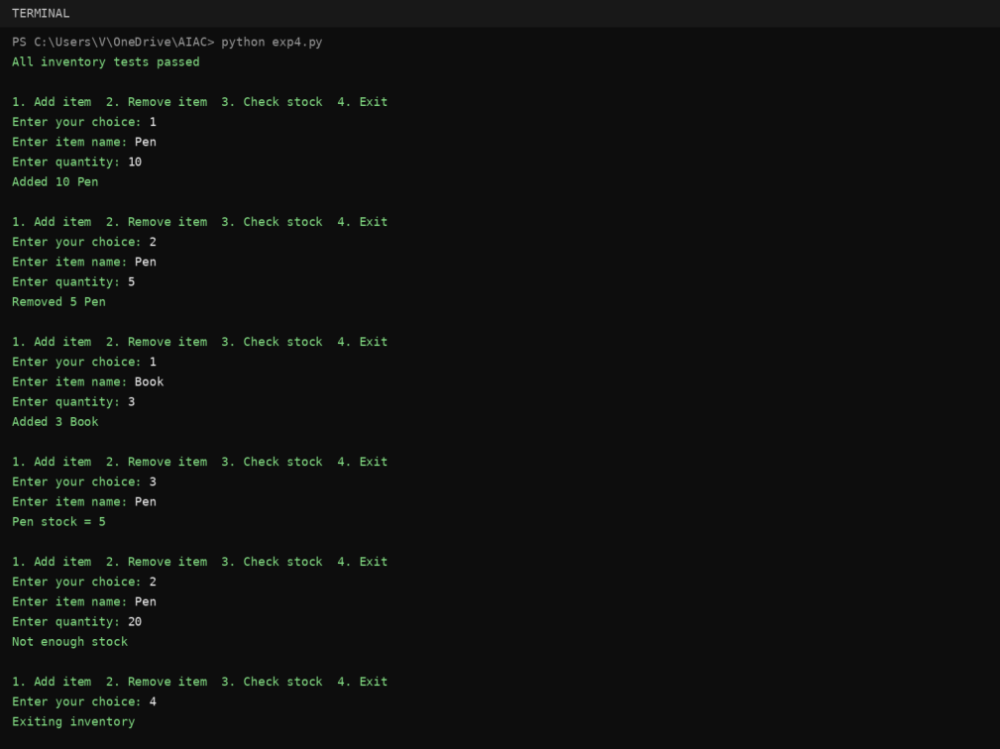 TERMINAL
PS C:\Users\V\OneDrive\AIAC> python exp4.py
All inventory tests passed
1. Add item  2. Remove item  3. Check stock  4. Exit
Enter your choice: 1
Enter item name: Pen
Enter quantity: 10
Added 10 Pen
1. Add item  2. Remove item  3. Check stock  4. Exit
Enter your choice: 2
Enter item name: Pen
Enter quantity: 5
Removed 5 Pen
1. Add item  2. Remove item  3. Check stock  4. Exit
Enter your choice: 1
Enter item name: Book
Enter quantity: 3
Added 3 Book
1. Add item  2. Remove item  3. Check stock  4. Exit
Enter your choice: 3
Enter item name: Pen
Pen stock = 5
1. Add item  2. Remove item  3. Check stock  4. Exit
Enter your choice: 2
Enter item name: Pen
Enter quantity: 20
Not enough stock
1. Add item  2. Remove item  3. Check stock  4. Exit
Enter your choice: 4
Exiting inventory